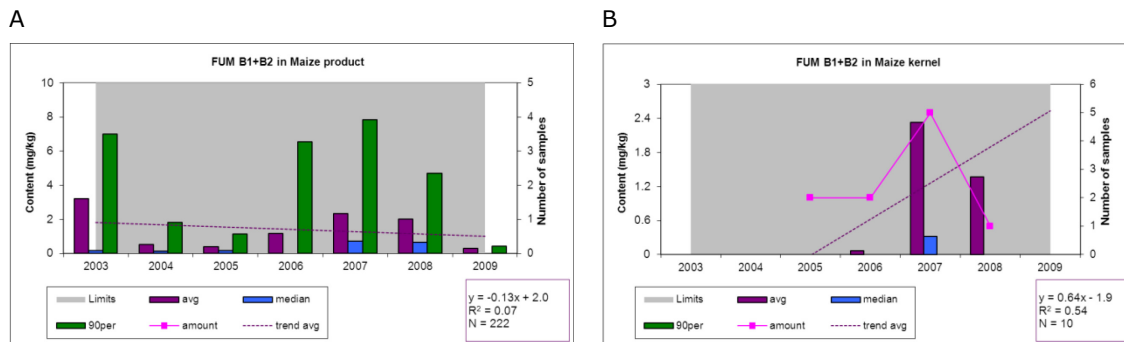 A
FUM B1+B2 in Maize product
Content (mg/kg)
10
8
6
4
2
0
5
4
3
2
1
0
Number of samples
2003 2004 2005 2006 2007 2008 2009
Limits avg median
90per amount trend avg
y = -0.13x + 2.0
R² = 0.07
N = 222
B
FUM B1+B2 in Maize kernel
Content (mg/kg)
3
2.4
1.8
1.2
0.6
0
6
5
4
3
2
1
0
Number of samples
2003 2004 2005 2006 2007 2008 2009
Limits avg median
90per amount trend avg
y = 0.64x - 1.9
R² = 0.54
N = 10